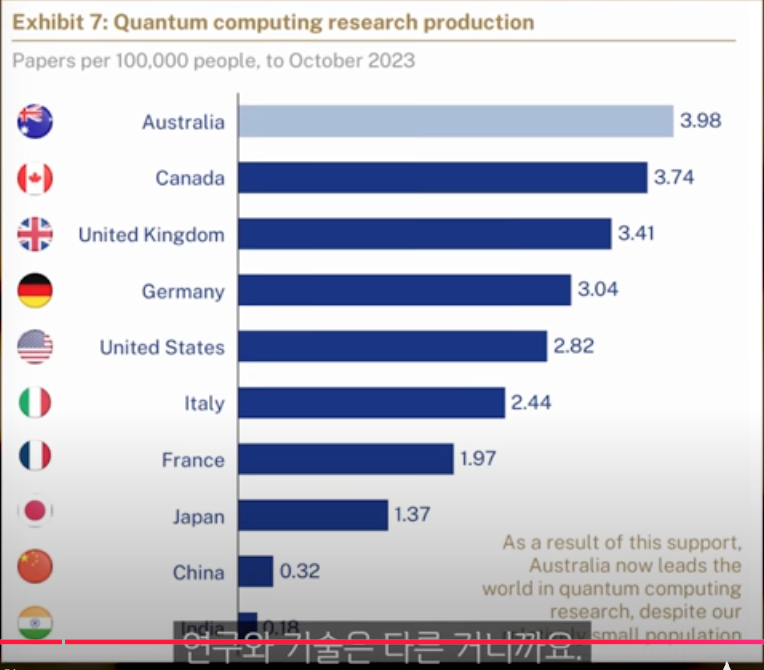 Exhibit 7: Quantum computing research production
Papers per 100,000 people, to October 2023
Australia 3.98
Canada 3.74
United Kingdom 3.41
Germany 3.04
United States 2.82
Italy 2.44
France 1.97
Japan 1.37
China 0.32
India 0.18
As a result of this support,
Australia now leads the
world in quantum computing
research, despite our
relatively small population
연구와 기술은 다른 거니까요.